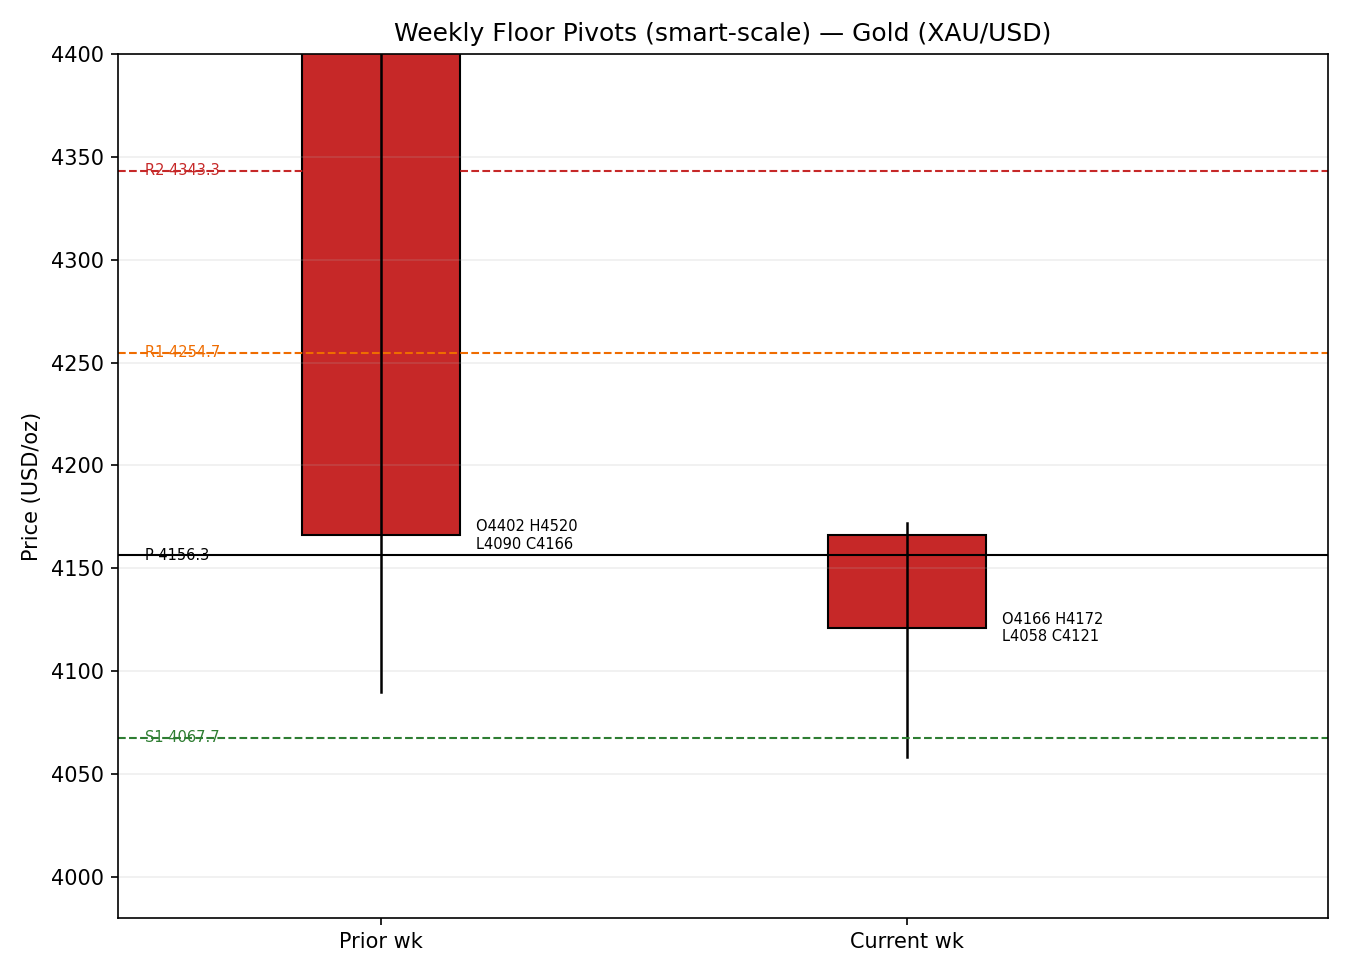 Weekly Floor Pivots (smart-scale) — Gold (XAU/USD)
4400
4350
R2 4343.3
4300
R1 4254.7
4250
4200
O4402 H4520
L4090 C4166
P 4156.3
4150
O4166 H4172
L4058 C4121
4100
S1 4067.7
4050
4000
Price (USD/oz)
Prior wk
Current wk